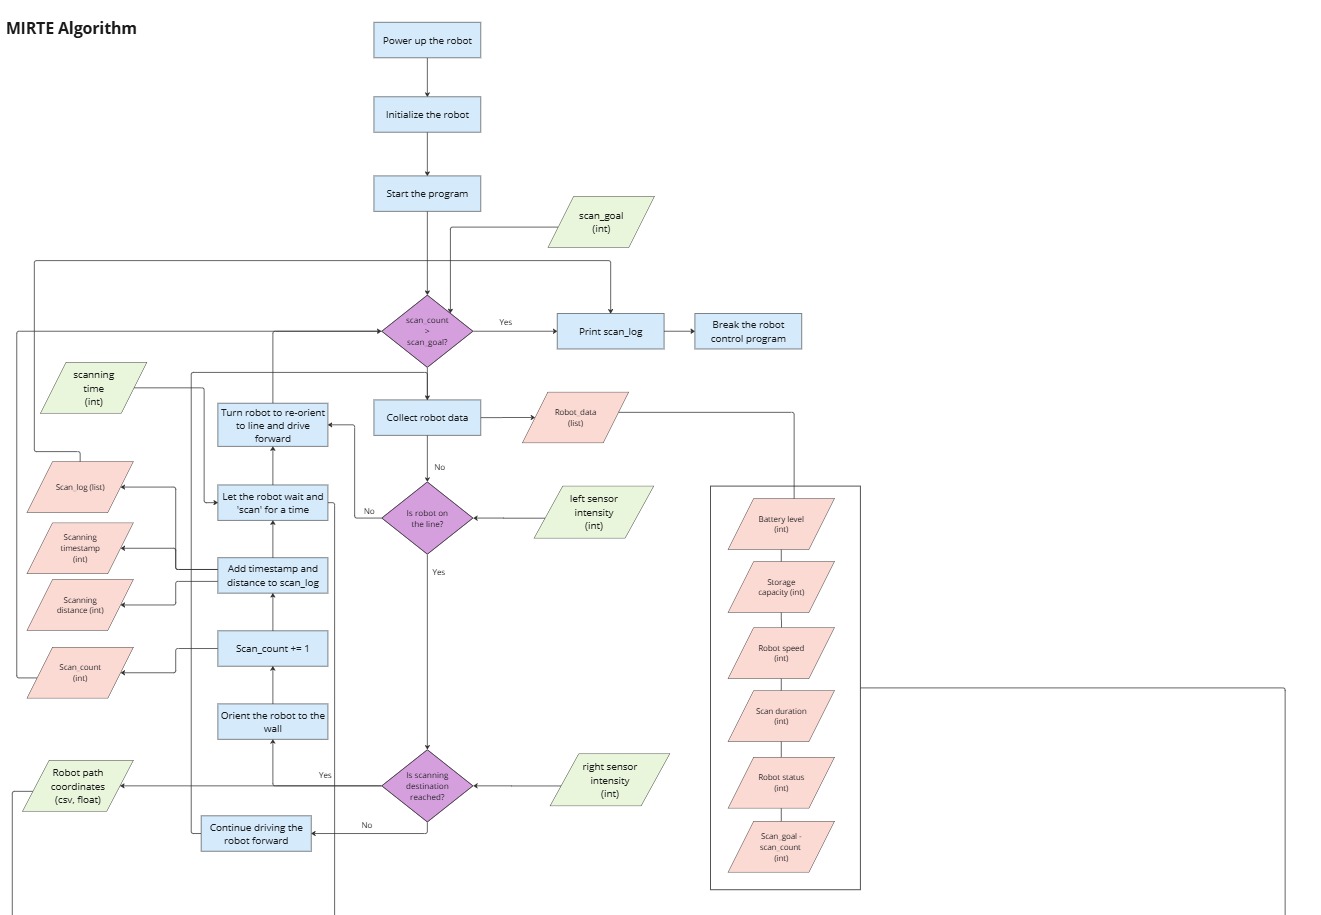 MIRTE Algorithm
Power up the robot
Initialize the robot
Start the program
scan_goal
(int)
scan_count
>
scan_goal?
Yes
Print scan_log
Break the robot
control program
scanning
time
(int)
Turn robot to re-orient
to line and drive
forward
Collect robot data
Robot_data
(list)
No
Scan_log (list)
Let the robot wait and
'scan' for a time
No
Is robot on
the line?
left sensor
intensity
(int)
Battery level
(int)
Scanning
timestamp
(int)
Add timestamp and
distance to scan_log
Yes
Storage
capacity (int)
Scanning
distance (int)
Scan_count
(int)
Scan_count += 1
Robot speed
(int)
Orient the robot to the
wall
Scan duration
(int)
Robot path
coordinates
(csv, float)
Yes
Is scanning
destination
reached?
right sensor
intensity
(int)
Robot status
(int)
Continue driving the
robot forward
No
Scan_goal -
scan_count
(int)